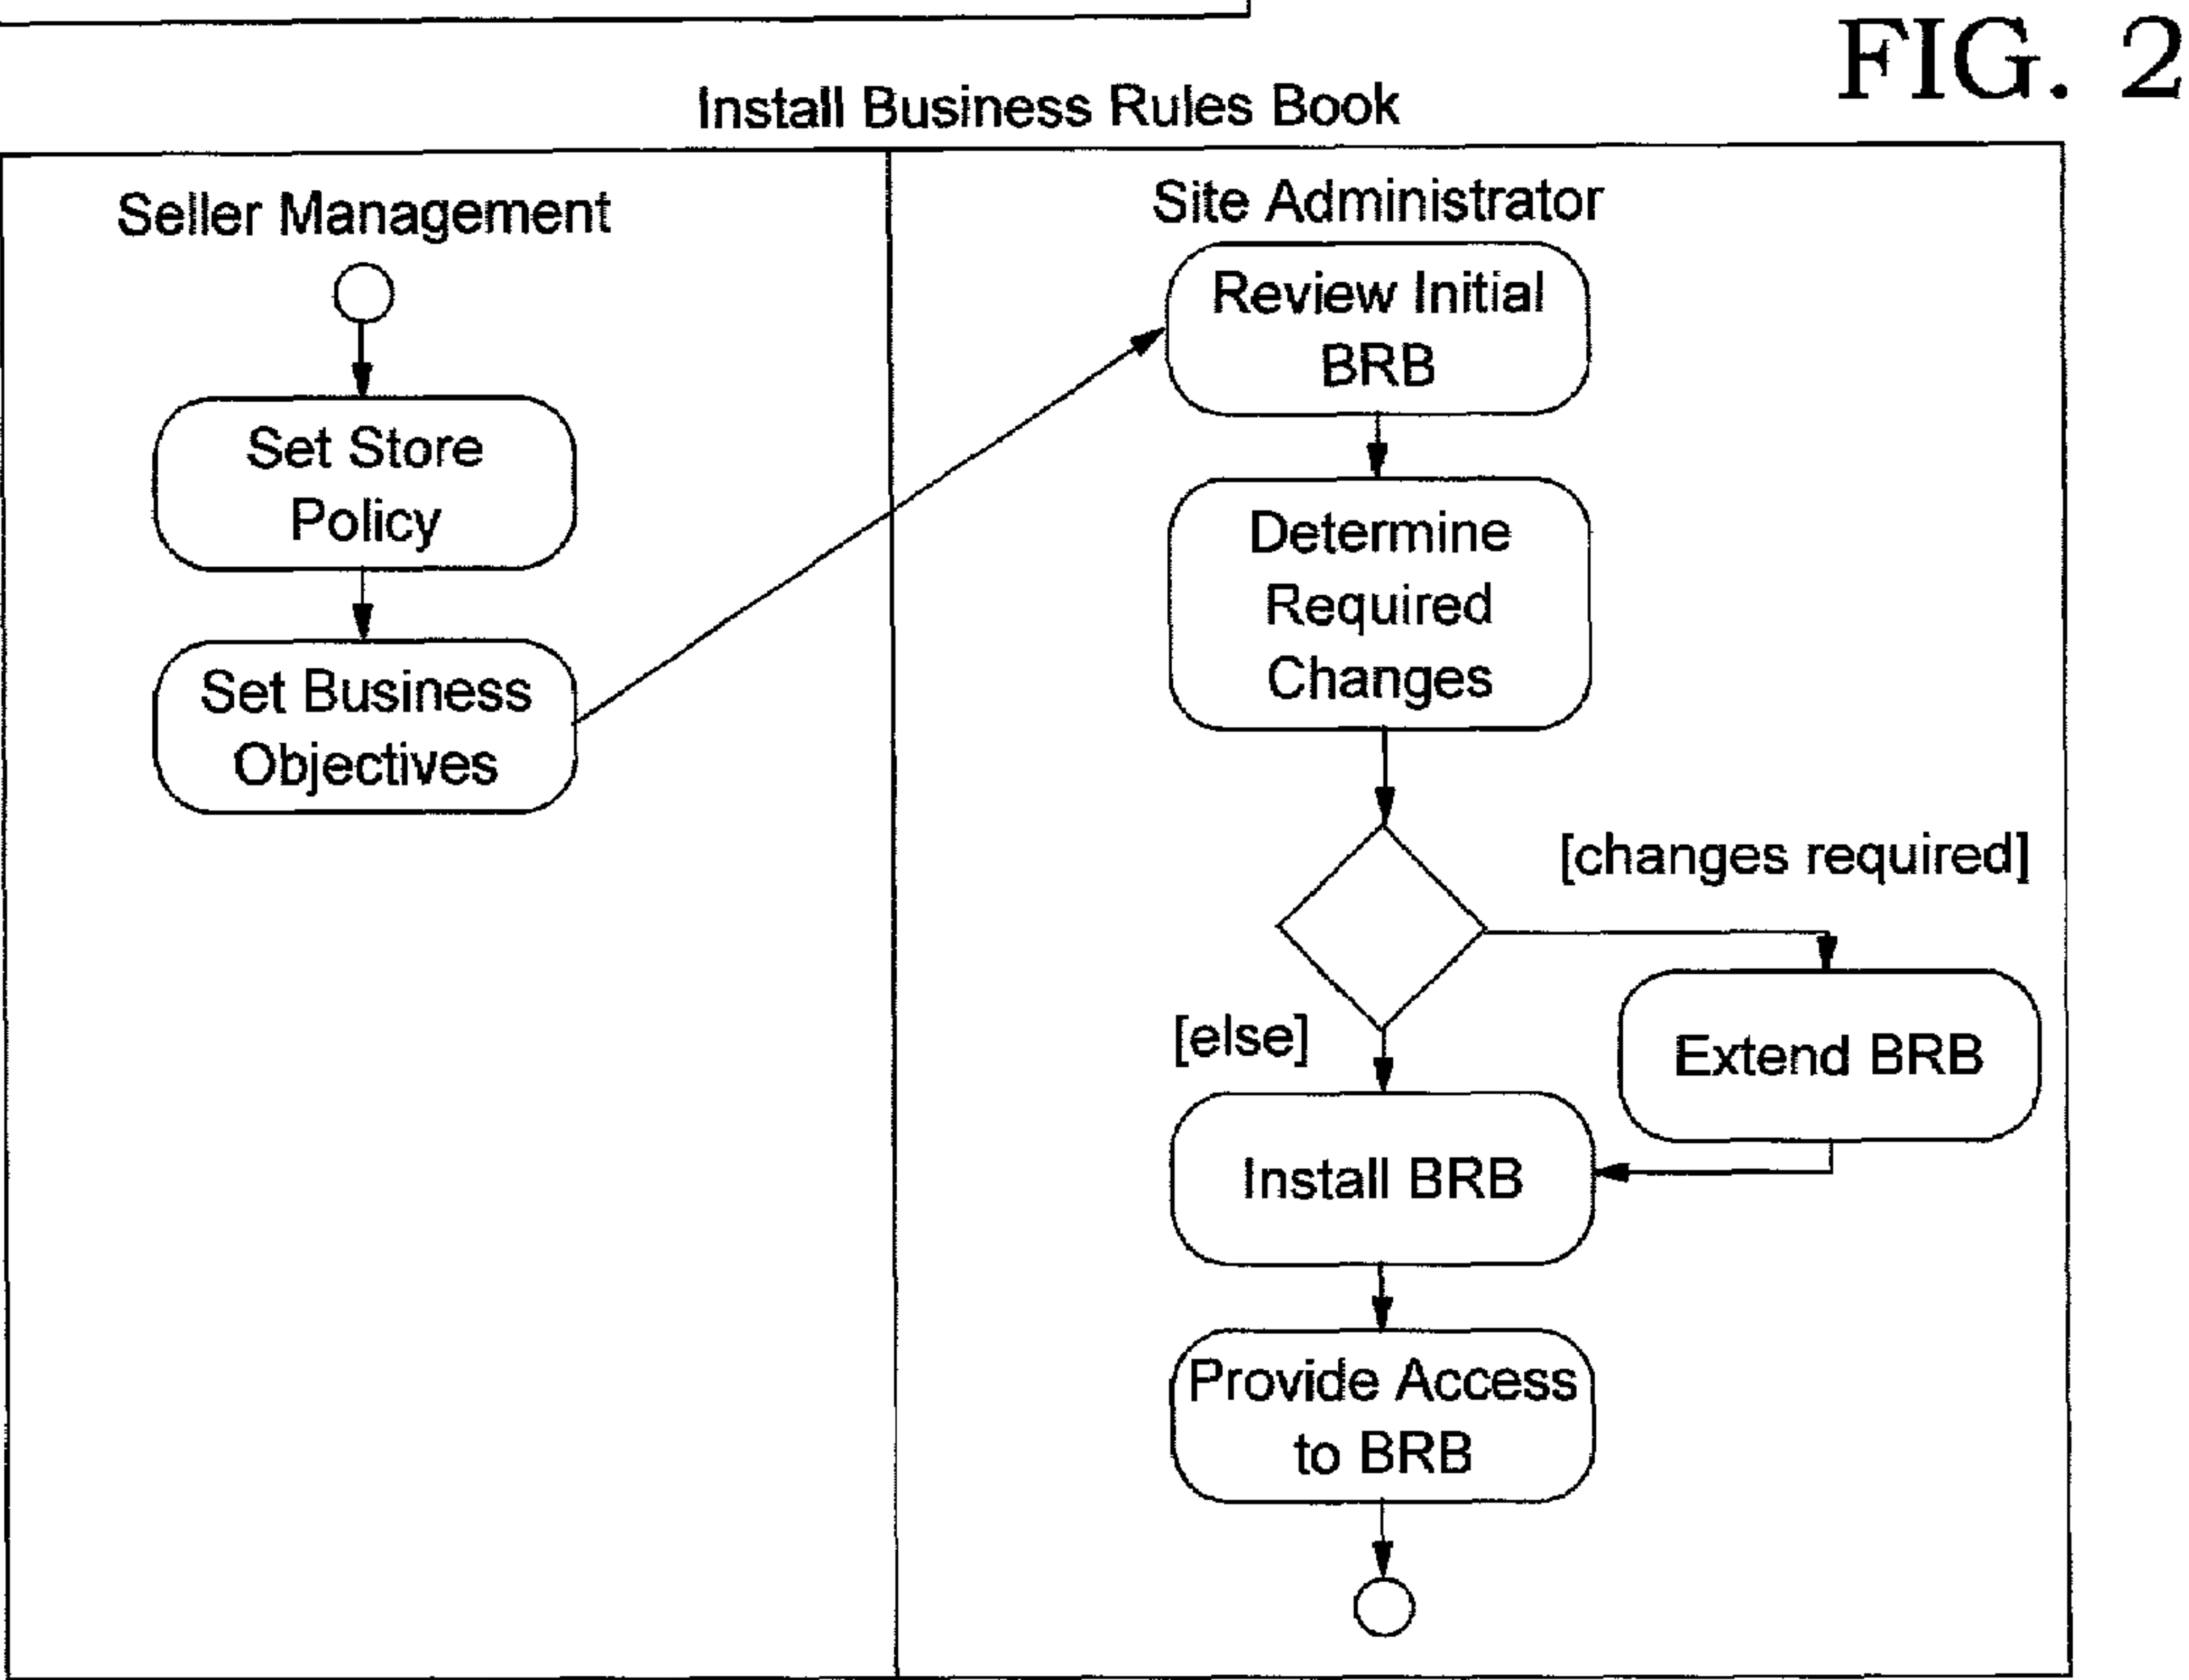 FIG. 2
Install Business Rules Book
Seller Management
Set Store
Policy
Set Business
Objectives
Site Administrator
Review Initial
BRB
Determine
Required
Changes
[changes required]
[else]
Extend BRB
Install BRB
Provide Access
to BRB